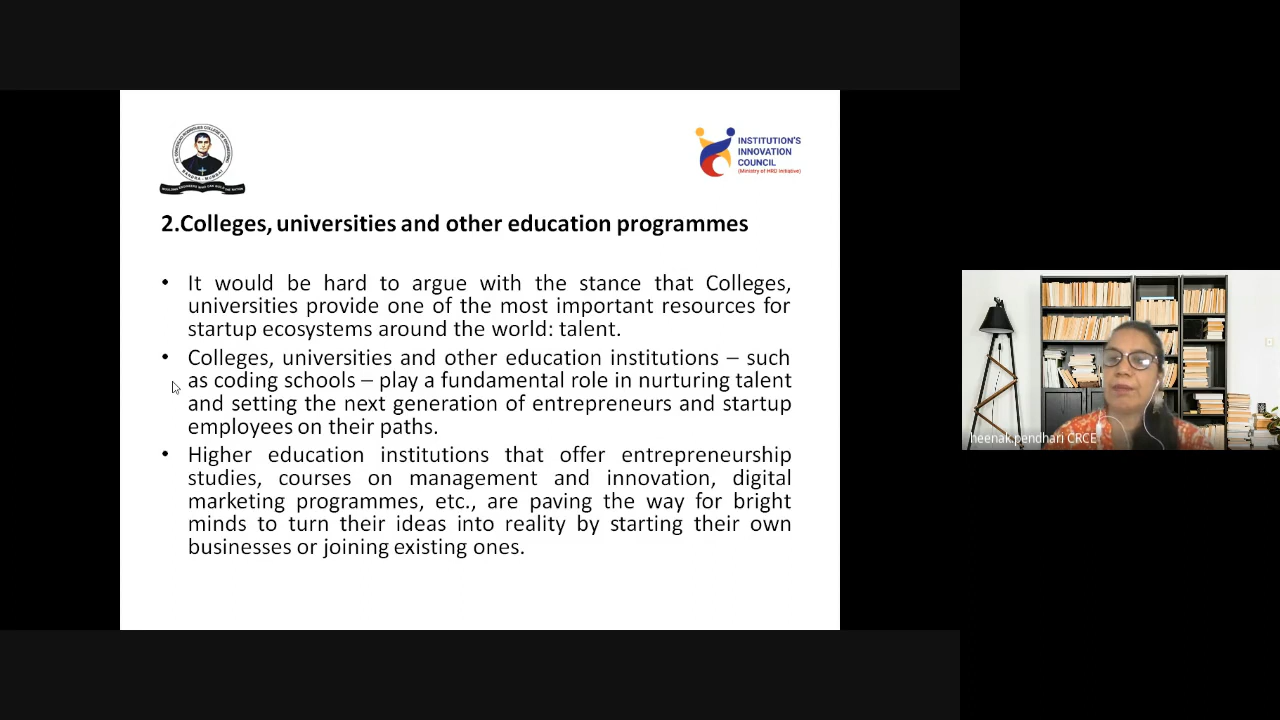 INSTITUTION'S
INNOVATION
COUNCIL
(Ministry of HRD Initiative)
2.Colleges, universities and other education programmes
• It would be hard to argue with the stance that Colleges,
universities provide one of the most important resources for
startup ecosystems around the world: talent.
• Colleges, universities and other education institutions – such
as coding schools – play a fundamental role in nurturing talent
and setting the next generation of entrepreneurs and startup
employees on their paths.
• Higher education institutions that offer entrepreneurship
studies, courses on management and innovation, digital
marketing programmes, etc., are paving the way for bright
minds to turn their ideas into reality by starting their own
businesses or joining existing ones.
heenak.pendhari CRCE